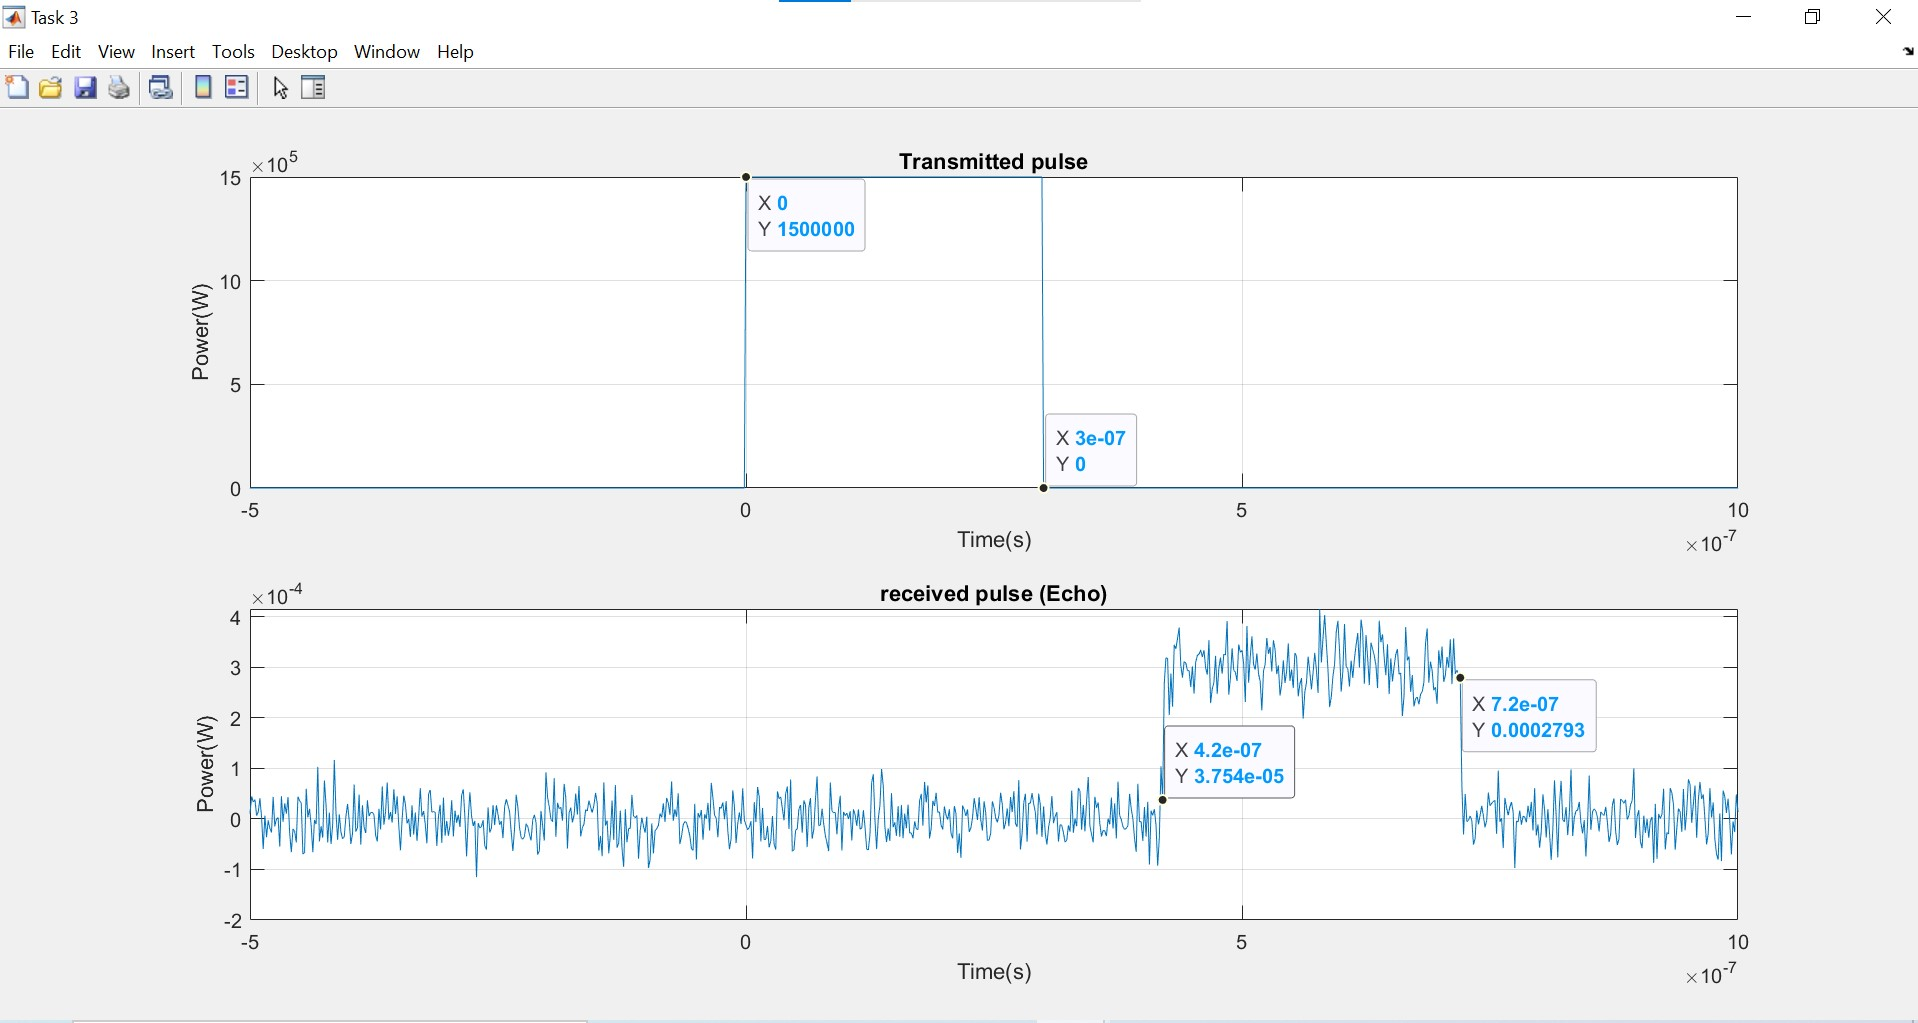 Task 3
File Edit View Insert Tools Desktop Window Help
Transmitted pulse
×10^5
15
10
5
0
Power(W)
X 0
Y 1500000
X 3e-07
Y 0
-5 0 5 10
Time(s)
×10^-7
received pulse (Echo)
×10^-4
4
3
2
1
0
-1
-2
Power(W)
X 4.2e-07
Y 3.754e-05
X 7.2e-07
Y 0.0002793
-5 0 5 10
Time(s)
×10^-7